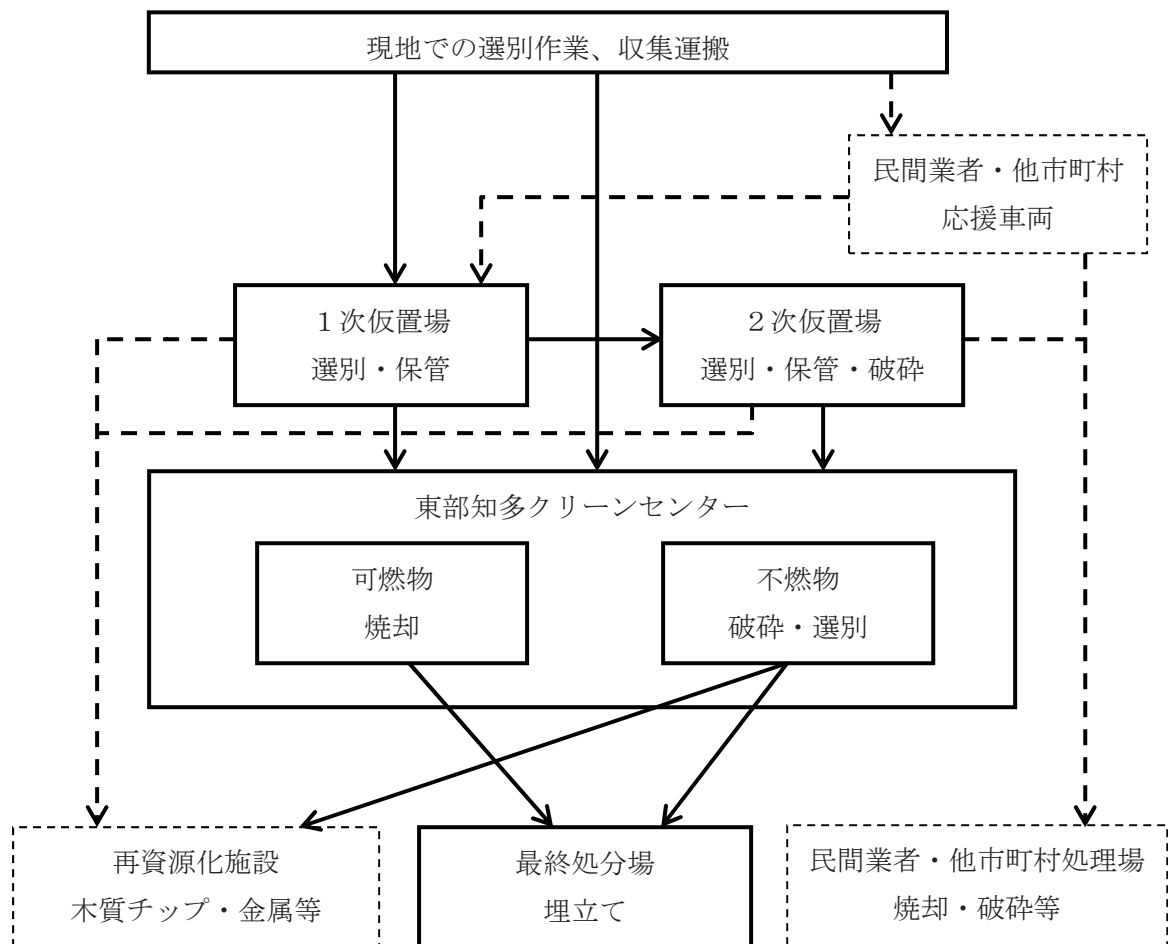 現地での選別作業、収集運搬
民間業者・他市町村
応援車両
１次仮置場
選別・保管
２次仮置場
選別・保管・破砕
東部知多クリーンセンター
可燃物
焼却
不燃物
破砕・選別
再資源化施設
木質チップ・金属等
最終処分場
埋立て
民間業者・他市町村処理場
焼却・破砕等